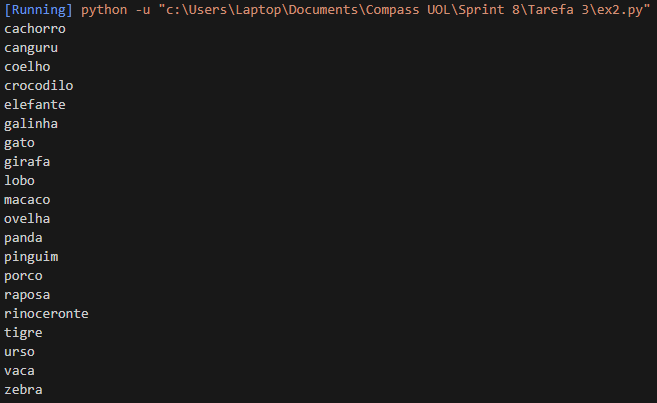 [Running] python -u "c:\Users\Laptop\Documents\Compass UOL\Sprint 8\Tarefa 3\ex2.py"
cachorro
canguru
coelho
crocodilo
elefante
galinha
gato
girafa
lobo
macaco
ovelha
panda
pinguim
porco
raposa
rinoceronte
tigre
urso
vaca
zebra